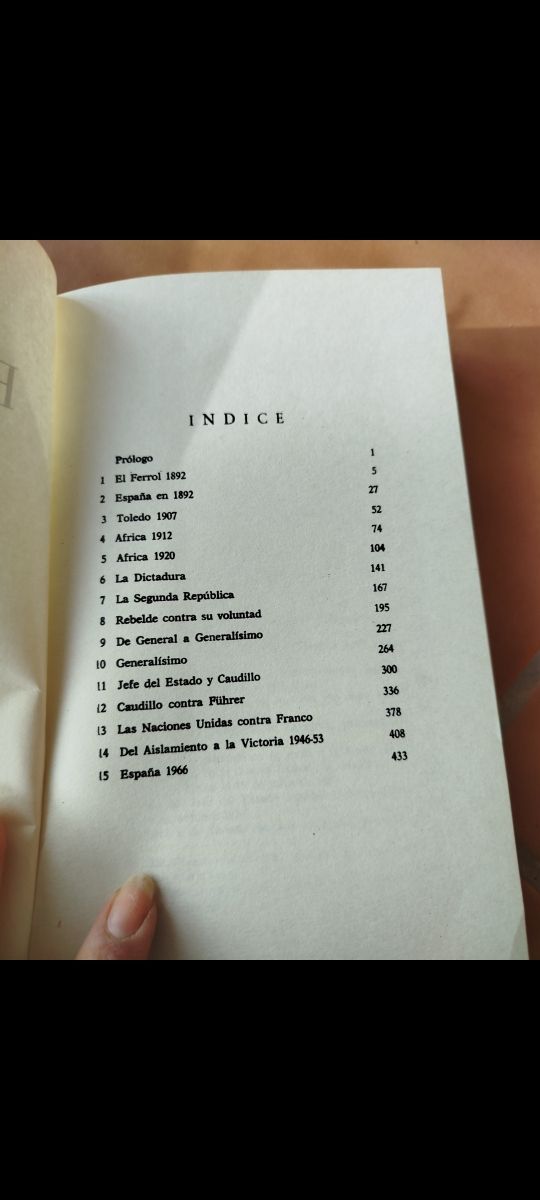 INDICE
Prólogo 1
1 El Ferrol 1892 5
2 España en 1892 27
3 Toledo 1907 52
4 Africa 1912 74
5 Africa 1920 104
6 La Dictadura 141
7 La Segunda República 167
8 Rebelde contra su voluntad 195
9 De General a Generalísimo 227
10 Generalísimo 264
11 Jefe del Estado y Caudillo 300
12 Caudillo contra Führer 336
13 Las Naciones Unidas contra Franco 378
14 Del Aislamiento a la Victoria 1946-53 408
15 España 1966 433